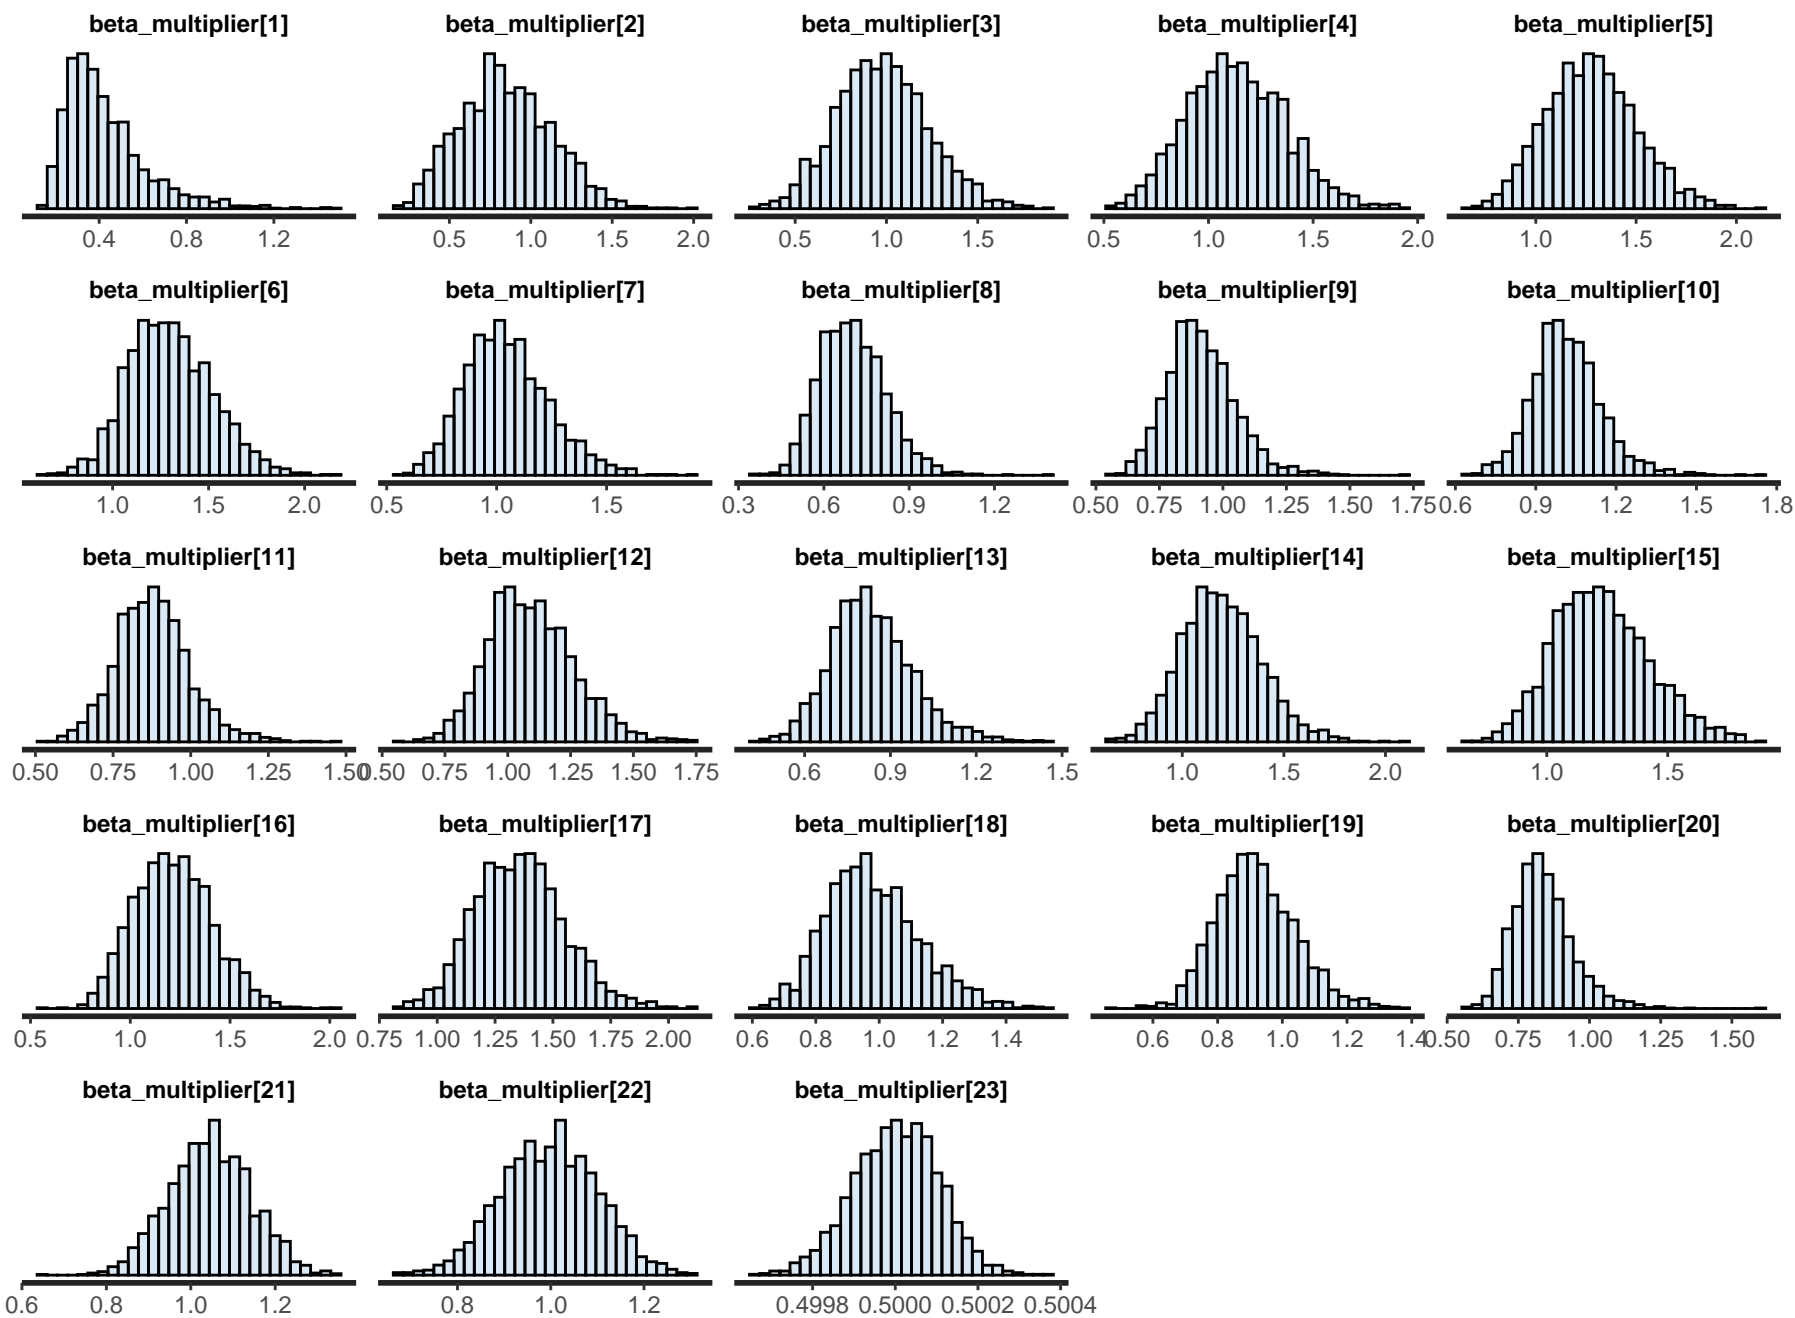 beta_multiplier[1] beta_multiplier[2] beta_multiplier[3] beta_multiplier[4] beta_multiplier[5]
0.4 0.8 1.2 0.5 1.0 1.5 2.0 0.5 1.0 1.5 0.5 1.0 1.5 2.0 1.0 1.5 2.0
beta_multiplier[6] beta_multiplier[7] beta_multiplier[8] beta_multiplier[9] beta_multiplier[10]
1.0 1.5 2.0 0.5 1.0 1.5 0.3 0.6 0.9 1.2 0.50 0.75 1.00 1.25 1.50 1.75 0.6 0.9 1.2 1.5 1.8
beta_multiplier[11] beta_multiplier[12] beta_multiplier[13] beta_multiplier[14] beta_multiplier[15]
0.50 0.75 1.00 1.25 1.50 0.50 0.75 1.00 1.25 1.50 1.75 0.6 0.9 1.2 1.5 1.0 1.5 2.0 1.0 1.5
beta_multiplier[16] beta_multiplier[17] beta_multiplier[18] beta_multiplier[19] beta_multiplier[20]
0.5 1.0 1.5 2.0 0.75 1.00 1.25 1.50 1.75 2.00 0.6 0.8 1.0 1.2 1.4 0.6 0.8 1.0 1.2 1.4 0.50 0.75 1.00 1.25 1.50
beta_multiplier[21] beta_multiplier[22] beta_multiplier[23]
0.6 0.8 1.0 1.2 0.8 1.0 1.2 0.4998 0.5000 0.5002 0.5004